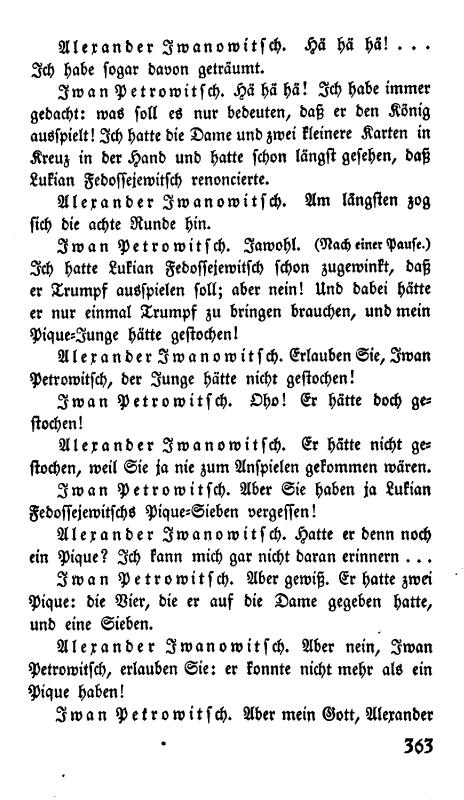 Alexander Iwanowitsch. Hä hä hä! . . .
Ich habe sogar davon geträumt.
Iwan Petrowitsch. Hä hä hä! Ich habe immer
gedacht: was soll es nur bedeuten, daß er den König
ausspielt! Ich hatte die Dame und zwei kleinere Karten in
Kreuz in der Hand und hatte schon längst gesehen, daß
Lukian Fedossejewitsch renoncierte.
Alexander Iwanowitsch. Am längsten zog
sich die achte Runde hin.
Iwan Petrowitsch. Jawohl. (Nach einer Pause.)
Ich hatte Lukian Fedossejewitsch schon zugewinkt, daß
er Trumpf ausspielen soll; aber nein! Und dabei hätte
er nur einmal Trumpf zu bringen brauchen, und mein
Pique-Junge hätte gestochen!
Alexander Iwanowitsch. Erlauben Sie, Iwan
Petrowitsch, der Junge hätte nicht gestochen!
Iwan Petrowitsch. Oho! Er hätte doch ge-
stochen!
Alexander Iwanowitsch. Er hätte nicht ge-
stochen, weil Sie ja nie zum Anspielen gekommen wären.
Iwan Petrowitsch. Aber Sie haben ja Lukian
Fedossejewitschs Pique-Sieben vergessen!
Alexander Iwanowitsch. Hatte er denn noch
ein Pique? Ich kann mich gar nicht daran erinnern . . .
Iwan Petrowitsch. Aber gewiß. Er hatte zwei
Pique: die Vier, die er auf die Dame gegeben hatte,
und eine Sieben.
Alexander Iwanowitsch. Aber nein, Iwan
Petrowitsch, erlauben Sie: er konnte nicht mehr als ein
Pique haben!
Iwan Petrowitsch. Aber mein Gott, Alexander
363